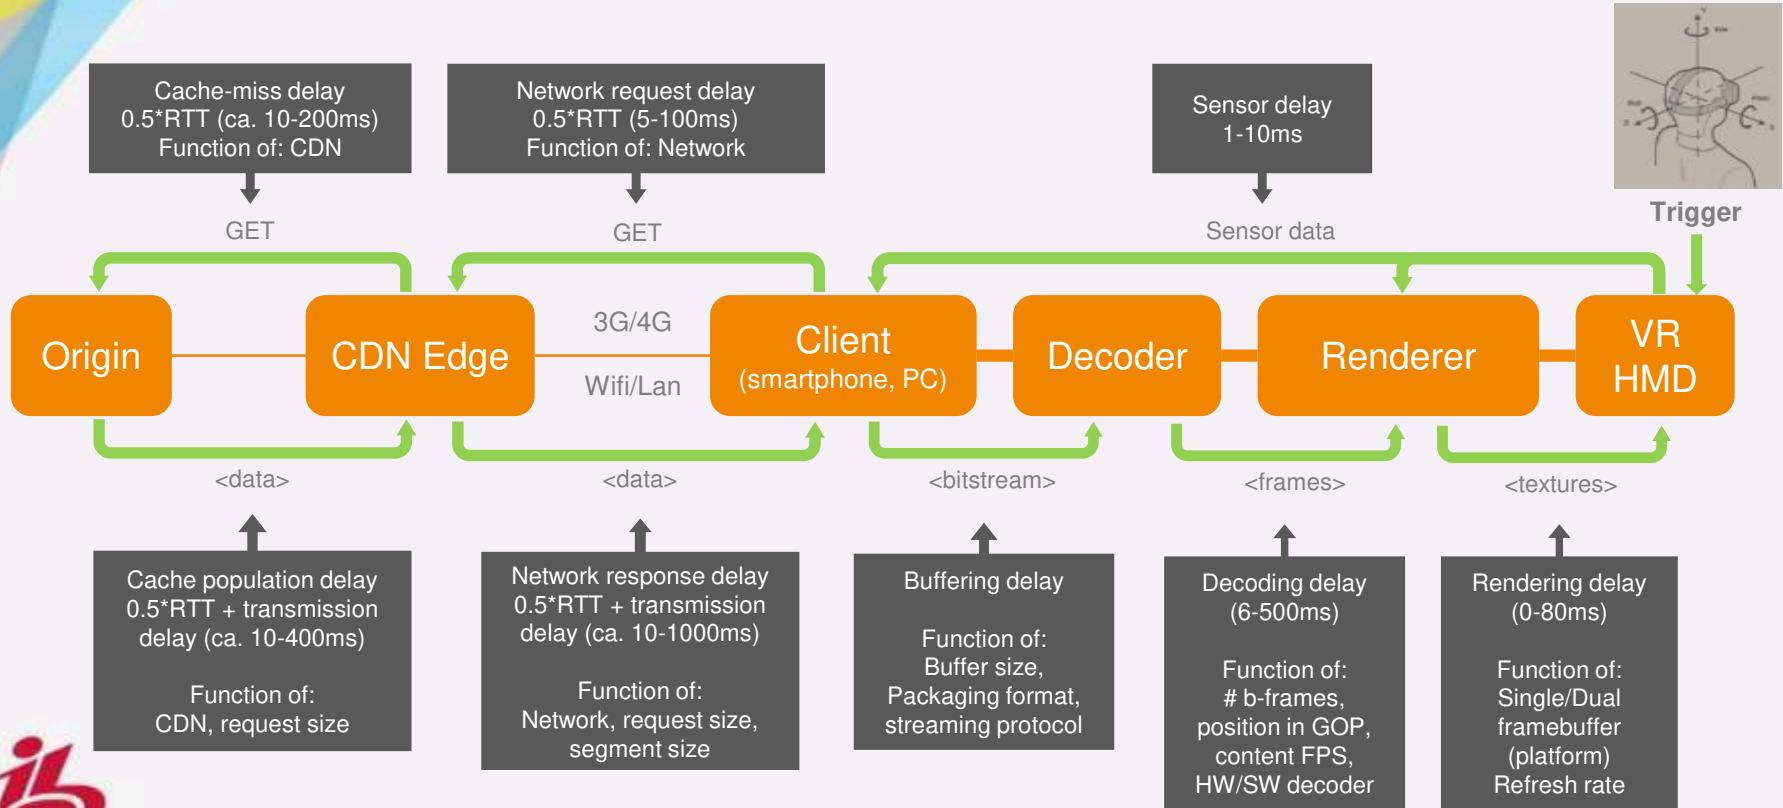 Cache-miss delay
0.5*RTT (ca. 10-200ms)
Function of: CDN
Network request delay
0.5*RTT (5-100ms)
Function of: Network
Sensor delay
1-10ms
Trigger
GET
GET
Sensor data
Origin
CDN Edge
3G/4G
Wifi/Lan
Client
(smartphone, PC)
Decoder
Renderer
VR
HMD
<data>
<data>
<bitstream>
<frames>
<textures>
Cache population delay
0.5*RTT + transmission
delay (ca. 10-400ms)
Function of:
CDN, request size
Network response delay
0.5*RTT + transmission
delay (ca. 10-1000ms)
Function of:
Network, request size,
segment size
Buffering delay
Function of:
Buffer size,
Packaging format,
streaming protocol
Decoding delay
(6-500ms)
Function of:
# b-frames,
position in GOP,
content FPS,
HW/SW decoder
Rendering delay
(0-80ms)
Function of:
Single/Dual
framebuffer
(platform)
Refresh rate